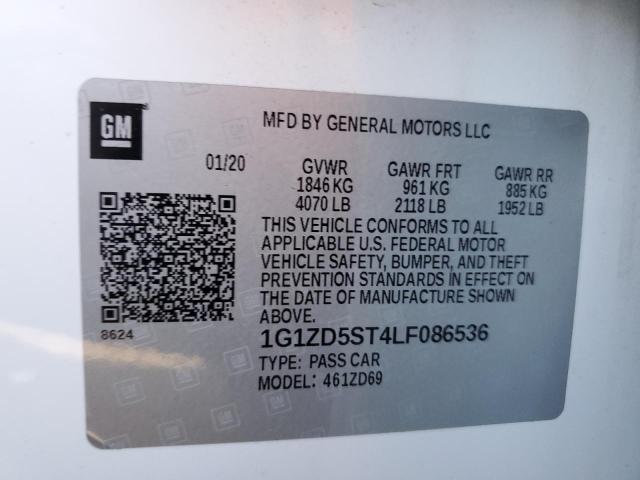 GM
MFD BY GENERAL MOTORS LLC
01/20 GVWR GAWR FRT GAWR RR
1846 KG 961 KG 885 KG
4070 LB 2118 LB 1952 LB
THIS VEHICLE CONFORMS TO ALL
APPLICABLE U.S. FEDERAL MOTOR
VEHICLE SAFETY, BUMPER, AND THEFT
PREVENTION STANDARDS IN EFFECT ON
THE DATE OF MANUFACTURE SHOWN
ABOVE.
8624
1G1ZD5ST4LF086536
TYPE: PASS CAR
MODEL: 461ZD69